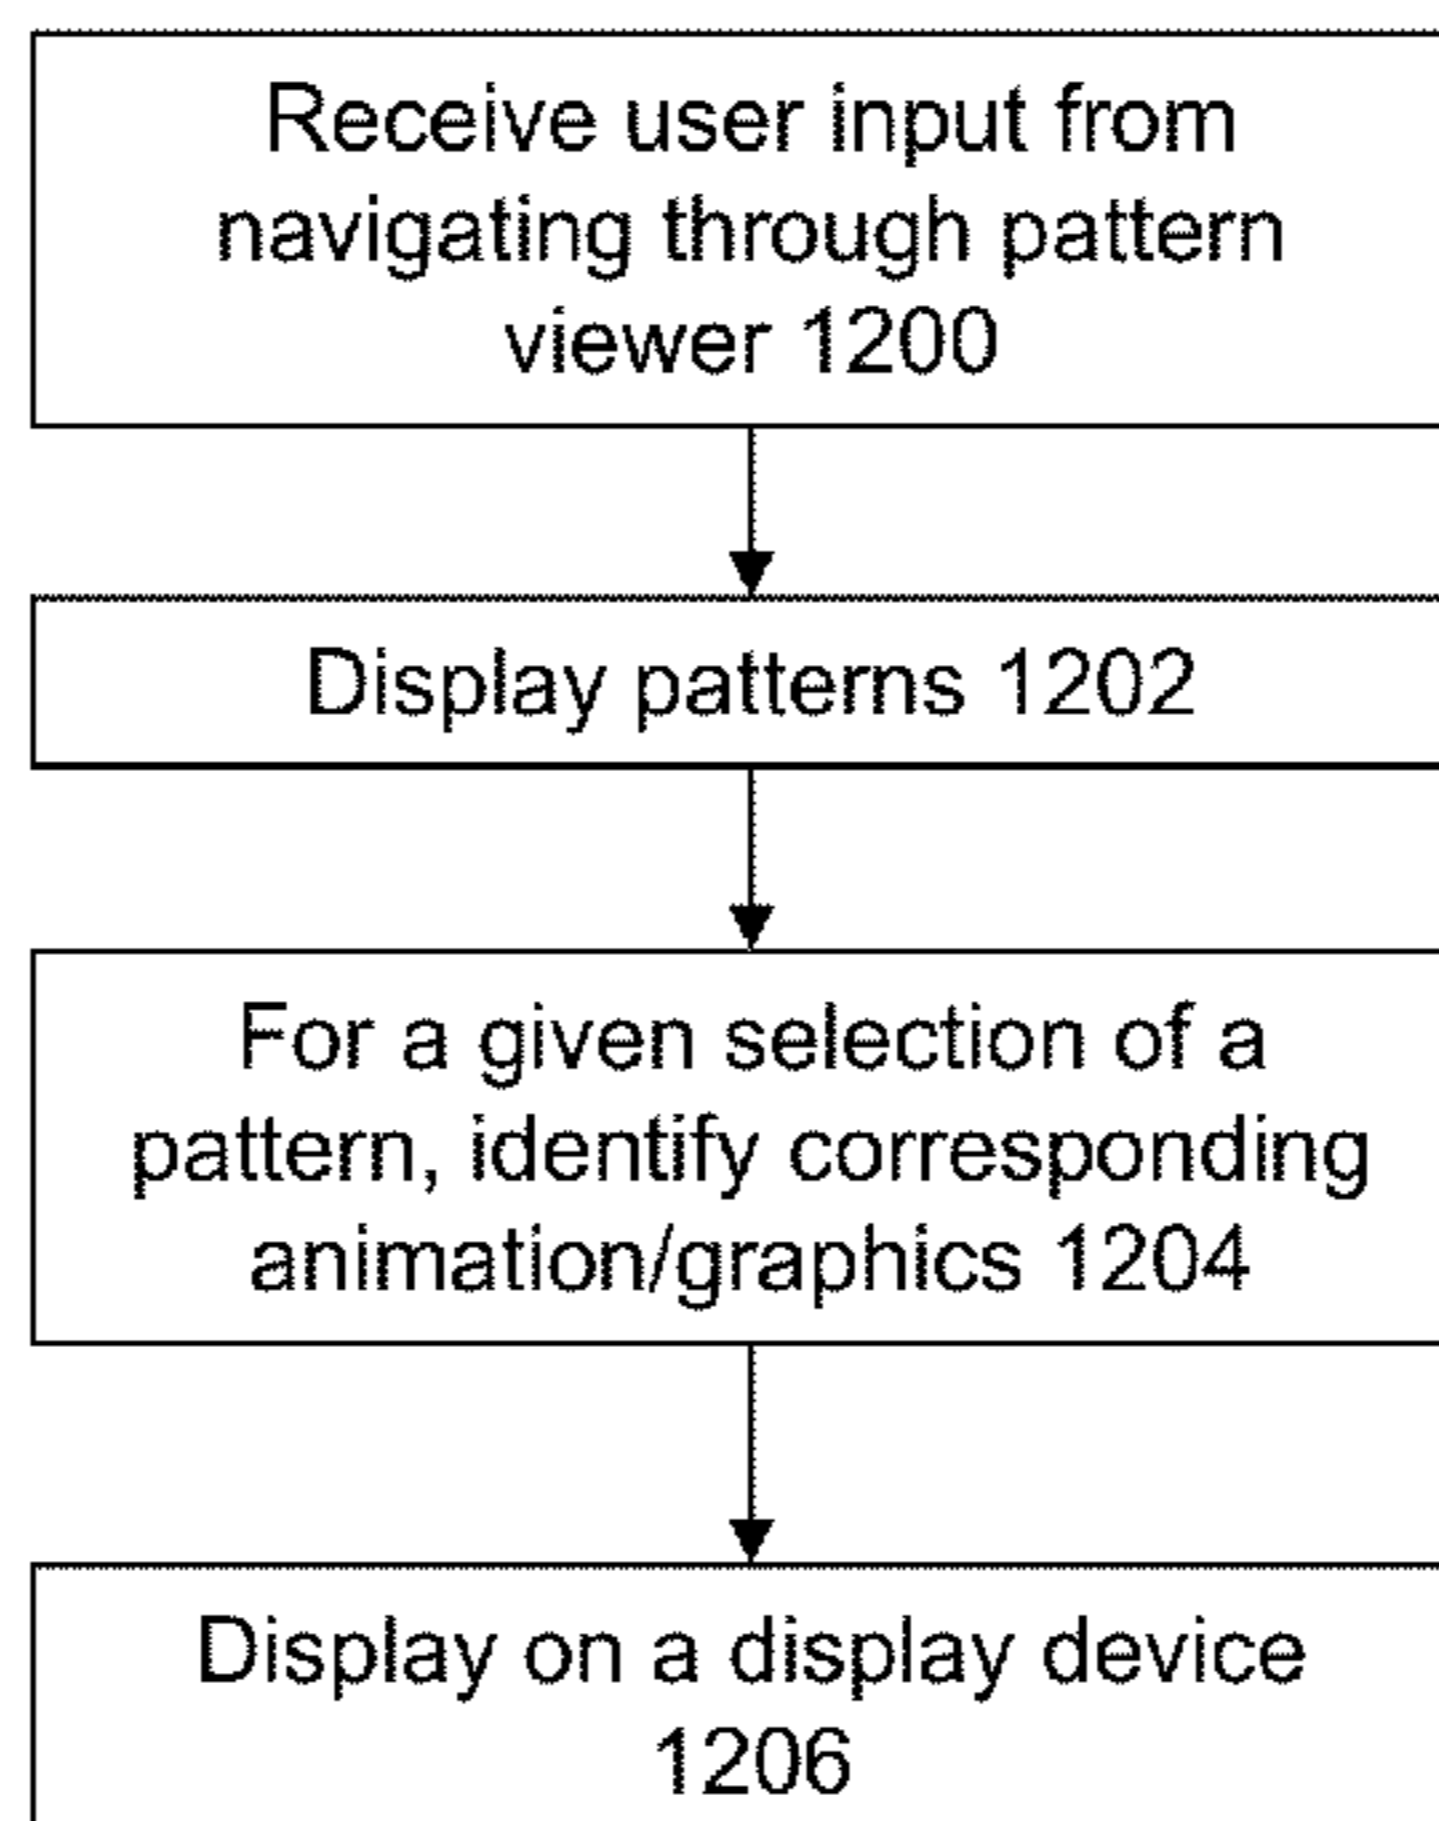 Receive user input from
navigating through pattern
viewer 1200
Display patterns 1202
For a given selection of a
pattern, identify corresponding
animation/graphics 1204
Display on a display device
1206